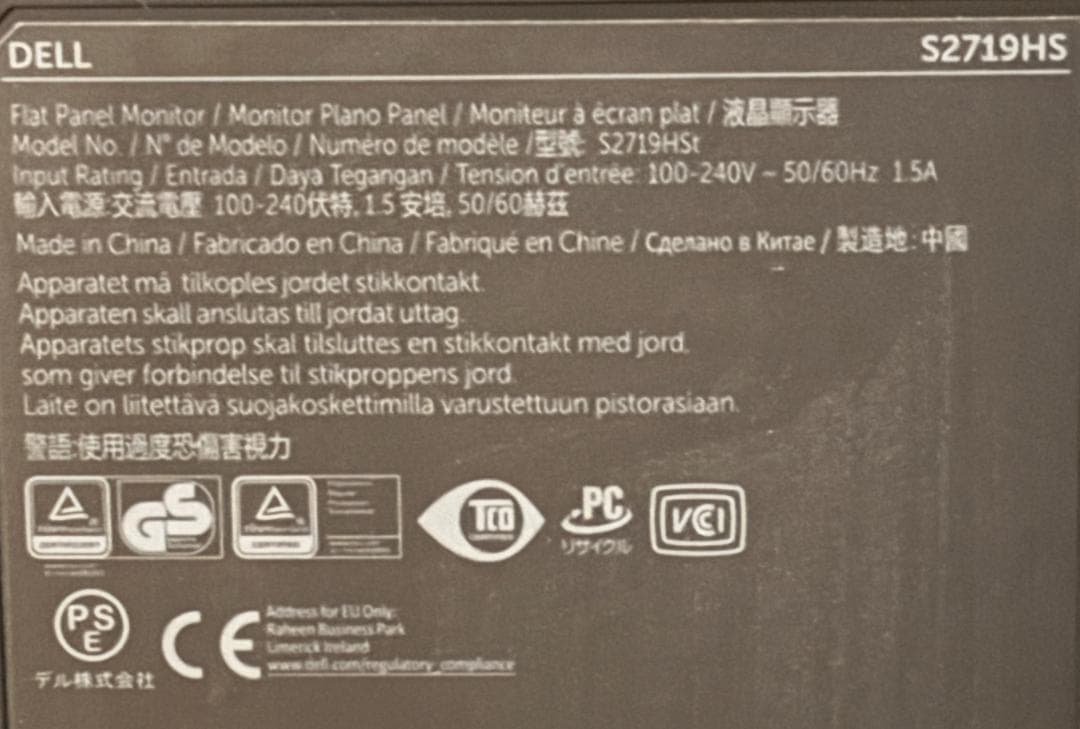 DELL
S2719HS
Flat Panel Monitor / Monitor Plano Panel / Moniteur à écran plat / 液晶顯示器
Model No. / N° de Modelo / Numéro de modèle /型號: S2719HSt
Input Rating / Entrada / Daya Tegangan / Tension d'entrée: 100-240V ~ 50/60Hz 1.5A
輸入電源:交流電壓 100-240伏特, 1.5 安培, 50/60赫茲
Made in China / Fabricado en China / Fabriqué en Chine / Сделано в Китае / 製造地: 中國
Apparatet må tilkoples jordet stikkontakt.
Apparaten skall anslutas till jordat uttag.
Apparatets stikprop skal tilsluttes en stikkontakt med jord,
som giver forbindelse til stikproppens jord.
Laite on liitettävä suojakoskettimilla varustettuun pistorasiaan.
警語:使用過度恐傷害視力
GS
TCO
PC
リサイクル
VCCI
PS
E
デル株式会社
CE
Address for EU Only:
Raheen Business Park
Limerick Ireland
www.dell.com/regulatory_compliance